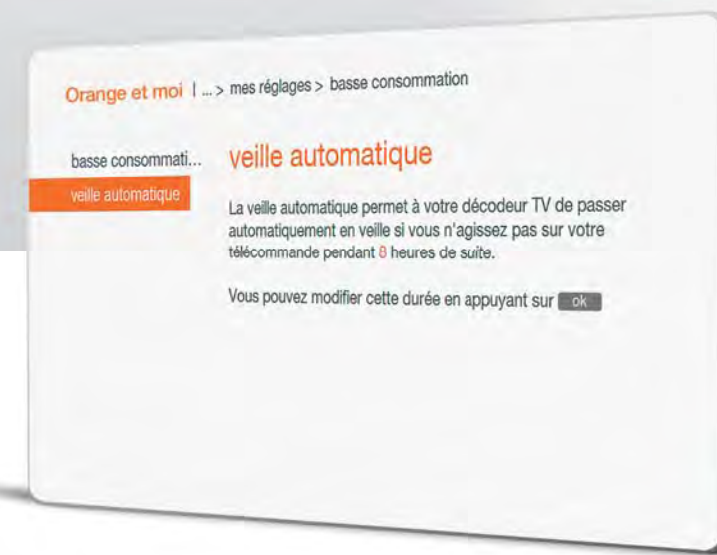 Orange et moi | ... > mes réglages > basse consommation
basse consommati...
veille automatique
veille automatique
La veille automatique permet à votre décodeur TV de passer
automatiquement en veille si vous n'agissez pas sur votre
télécommande pendant 8 heures de suite.
Vous pouvez modifier cette durée en appuyant sur ok